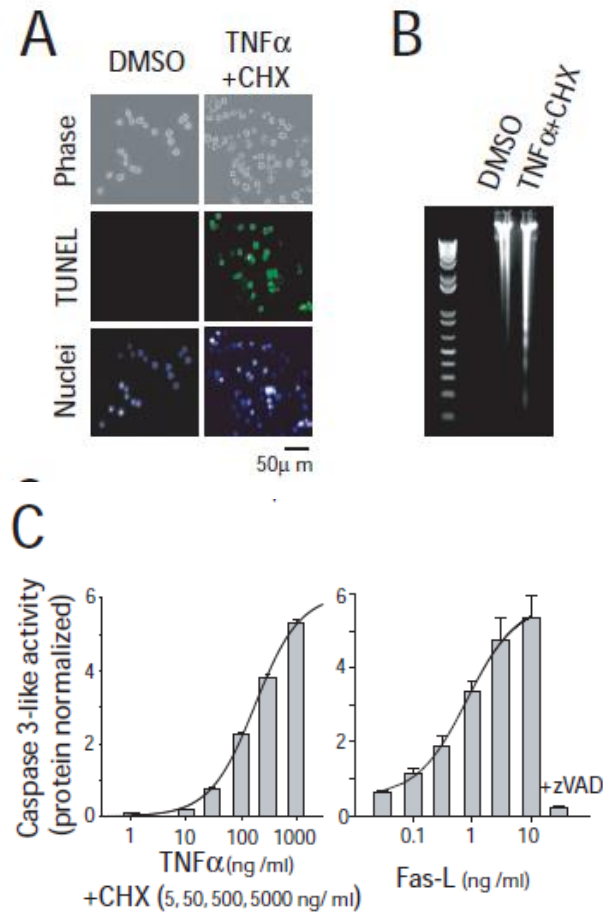 A
DMSO
TNFα
+CHX
Phase
TUNEL
Nuclei
50μ m
B
DMSO
TNFα+CHX
C
Caspase 3-like activity
(protein normalized)
6
4
2
0
1
10
100
1000
TNFα(ng /ml)
+CHX (5, 50, 500, 5000 ng/ ml)
6
4
2
0
+zVAD
0.1
1
10
Fas-L (ng /ml)